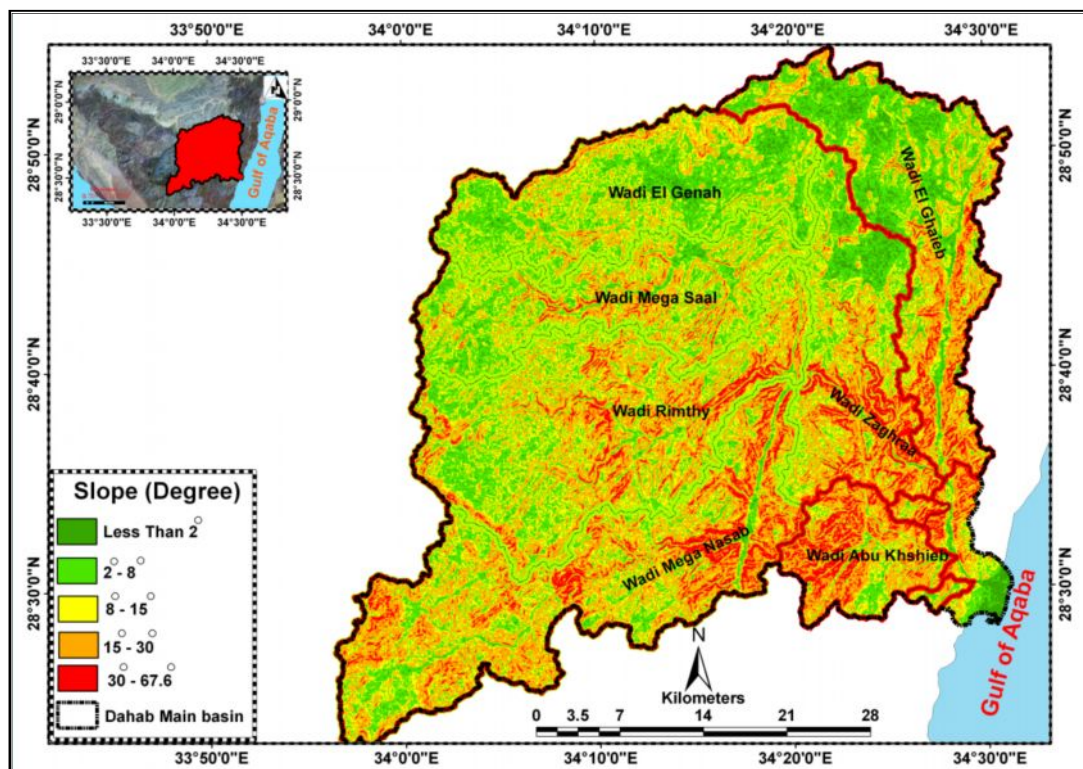 33°50'0"E 34°0'0"E 34°10'0"E 34°20'0"E 34°30'0"E
33°30'0"E 34°0'0"E 34°30'0"E
29°0'0"N
28°30'0"N
29°0'0"N
28°30'0"N
Gulf of Aqaba
33°30'0"E 34°0'0"E 34°30'0"E
28°50'0"N
28°40'0"N
28°30'0"N
28°50'0"N
28°40'0"N
28°30'0"N
Wadi El Genah
Wadi El Ghaieb
Wadi Mega Saal
Wadi Rimthy
Wadi Zaghraa
Wadi Mega Nasab
Wadi Abu Khshieb
Gulf of Aqaba
Slope (Degree)
Less Than 2°
2° - 8°
8° - 15°
15° - 30°
30° - 67.6°
Dahab Main basin
N
Kilometers
0 3.5 7 14 21 28
33°50'0"E 34°0'0"E 34°10'0"E 34°20'0"E 34°30'0"E